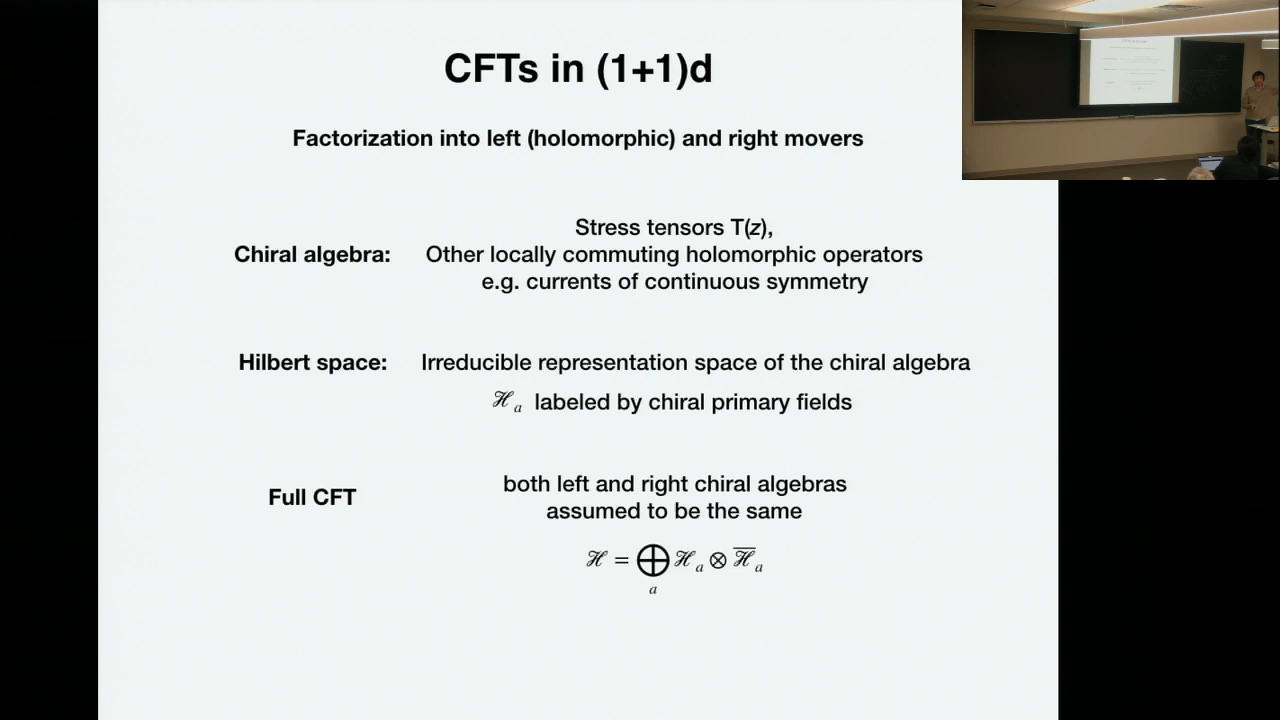 CFTs in (1+1)d
Factorization into left (holomorphic) and right movers
Stress tensors T(z),
Chiral algebra: Other locally commuting holomorphic operators
e.g. currents of continuous symmetry
Hilbert space: Irreducible representation space of the chiral algebra
ℋ_a labeled by chiral primary fields
both left and right chiral algebras
Full CFT
assumed to be the same
ℋ = ⨁_a ℋ_a ⊗ \overline{ℋ}_a